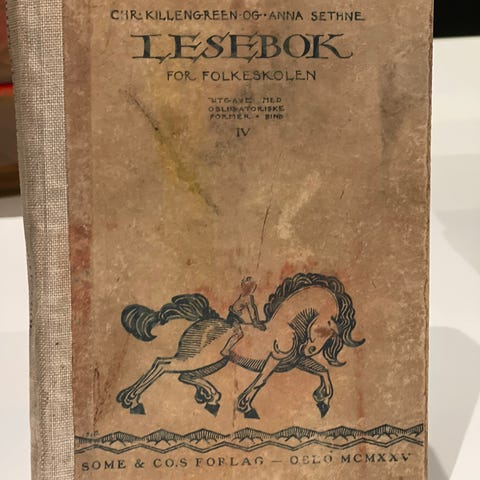 CHR: KILLENGREEN · OG · ANNA SETHNE
LESEBOK
FOR FOLKESKOLEN
UTGAVE MED
OBLIGATORISKE
FORMER · BIND
IV
SOME & CO.S FORLAG — OSLO MCMXXV